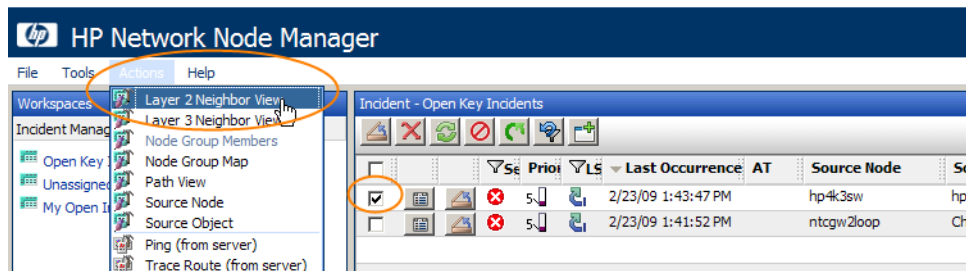 hp HP Network Node Manager
File Tools Actions Help
Workspaces
Layer 2 Neighbor View
Layer 3 Neighbor View
Node Group Members
Node Group Map
Path View
Source Node
Source Object
Ping (from server)
Trace Route (from server)
Incident Manag
Open Key
Unassigned
My Open In
Incident - Open Key Incidents
Se Prior LS Last Occurrence AT Source Node So
5 2/23/09 1:43:47 PM hp4k3sw hp
5 2/23/09 1:41:52 PM ntcgw2loop Ch